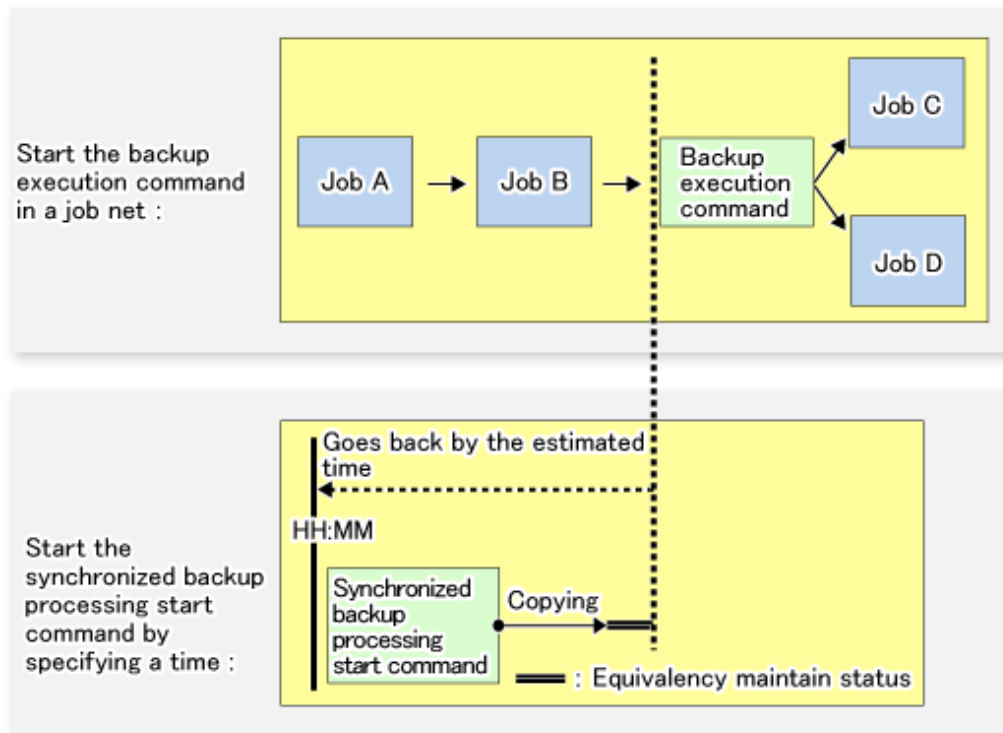 Start the backup
execution command
in a job net :
Job A
Job B
Backup
execution
command
Job C
Job D
Start the
synchronized backup
processing start
command by
specifying a time :
Goes back by the estimated
time
HH:MM
Synchronized
backup
processing
start command
Copying
: Equivalency maintain status